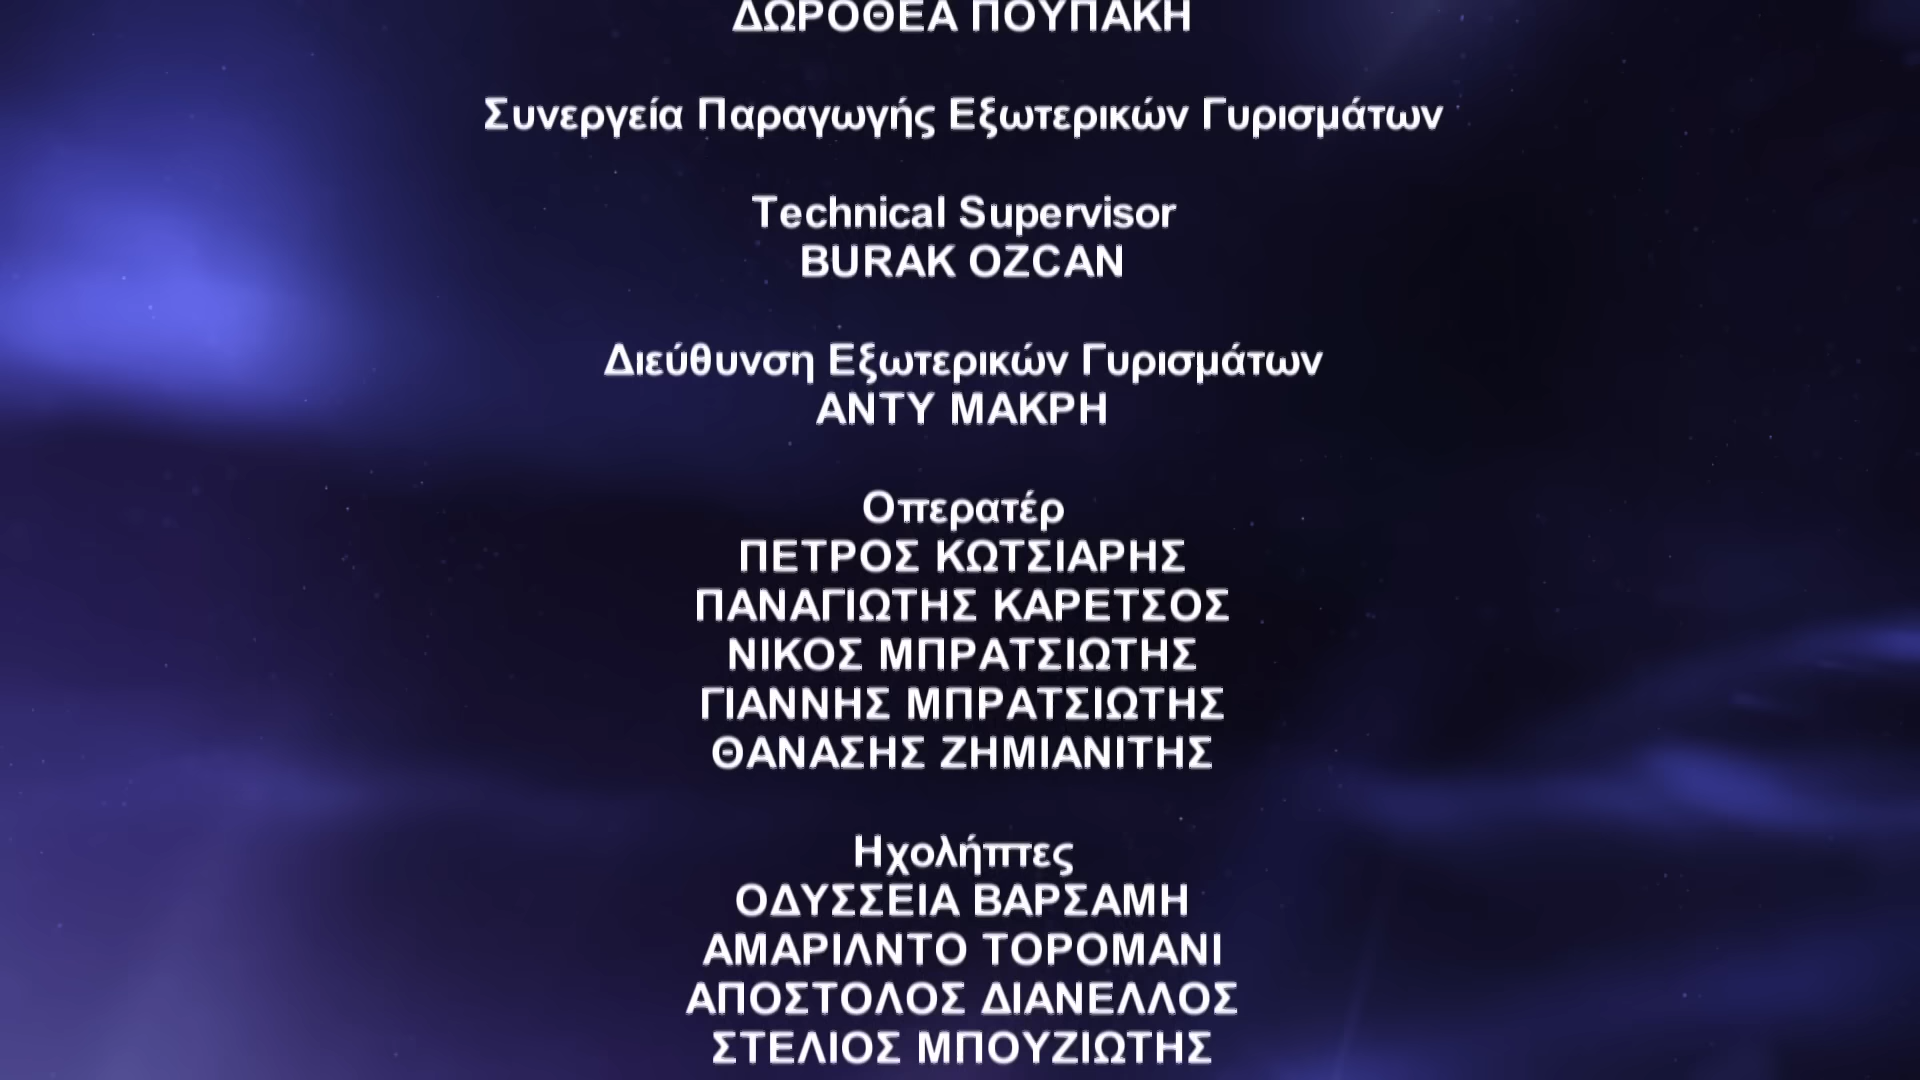 ΔΩΡΟΘΕΑ ΠΟΥΠΑΚΗ
Συνεργεία Παραγωγής Εξωτερικών Γυρισμάτων
Technical Supervisor
BURAK OZCAN
Διεύθυνση Εξωτερικών Γυρισμάτων
ΑΝΤΥ ΜΑΚΡΗ
Οπερατέρ
ΠΕΤΡΟΣ ΚΩΤΣΙΑΡΗΣ
ΠΑΝΑΓΙΩΤΗΣ ΚΑΡΕΤΣΟΣ
ΝΙΚΟΣ ΜΠΡΑΤΣΙΩΤΗΣ
ΓΙΑΝΝΗΣ ΜΠΡΑΤΣΙΩΤΗΣ
ΘΑΝΑΣΗΣ ΖΗΜΙΑΝΙΤΗΣ
Ηχολήπτες
ΟΔΥΣΣΕΙΑ ΒΑΡΣΑΜΗ
ΑΜΑΡΙΛΝΤΟ ΤΟΡΟΜΑΝΙ
ΑΠΟΣΤΟΛΟΣ ΔΙΑΝΕΛΛΟΣ
ΣΤΕΛΙΟΣ ΜΠΟΥΖΙΩΤΗΣ